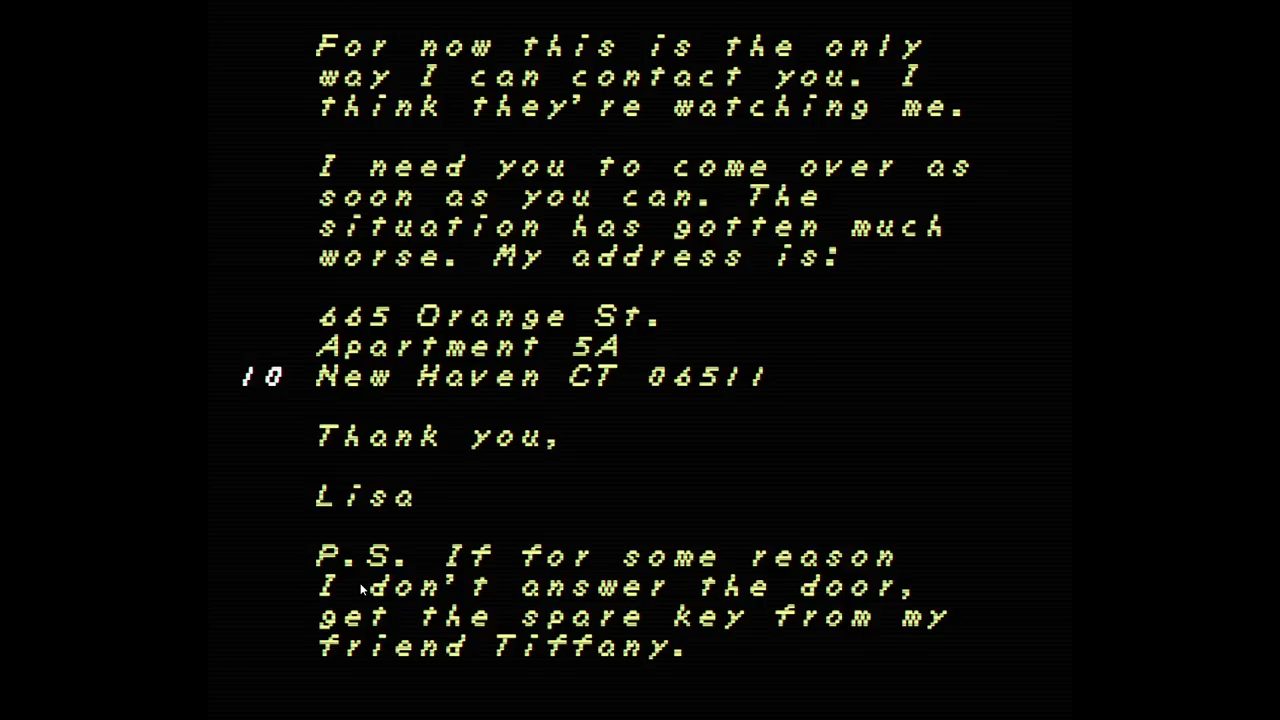 For now this is the only
way I can contact you. I
think they're watching me.
I need you to come over as
soon as you can. The
situation has gotten much
worse. My address is:
665 Orange St.
Apartment 5A
10 New Haven CT 06511
Thank you,
Lisa
P.S. If for some reason
I don't answer the door,
get the spare key from my
friend Tiffany.